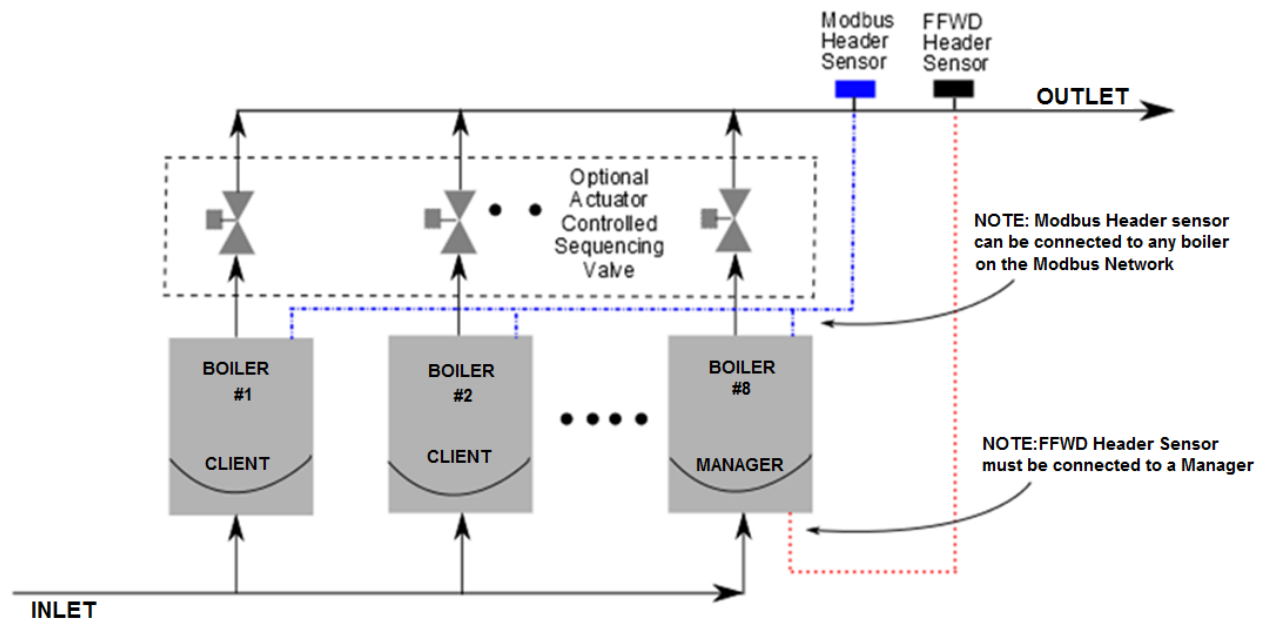 Modbus
Header
Sensor
FFWD
Header
Sensor
OUTLET
Optional
Actuator
Controlled
Sequencing
Valve
NOTE: Modbus Header sensor
can be connected to any boiler
on the Modbus Network
BOILER
#1
CLIENT
BOILER
#2
CLIENT
BOILER
#8
MANAGER
NOTE:FFWD Header Sensor
must be connected to a Manager
INLET